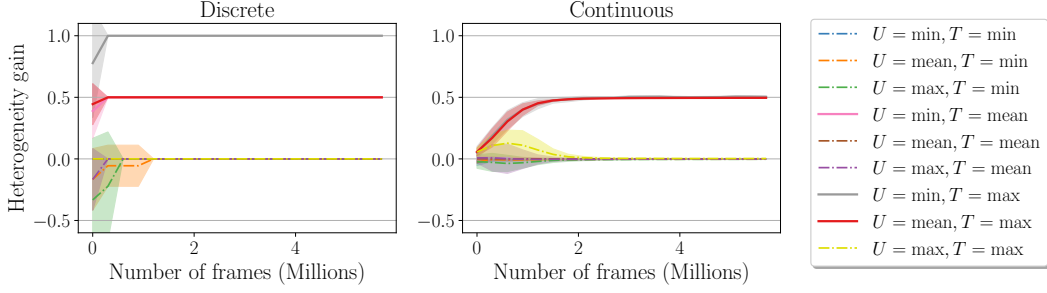 Discrete
Continuous
Heterogeneity gain
1.0
0.5
0.0
−0.5
0
2
4
Number of frames (Millions)
1.0
0.5
0.0
−0.5
0
2
4
Number of frames (Millions)
U = min, T = min
U = mean, T = min
U = max, T = min
U = min, T = mean
U = mean, T = mean
U = max, T = mean
U = min, T = max
U = mean, T = max
U = max, T = max